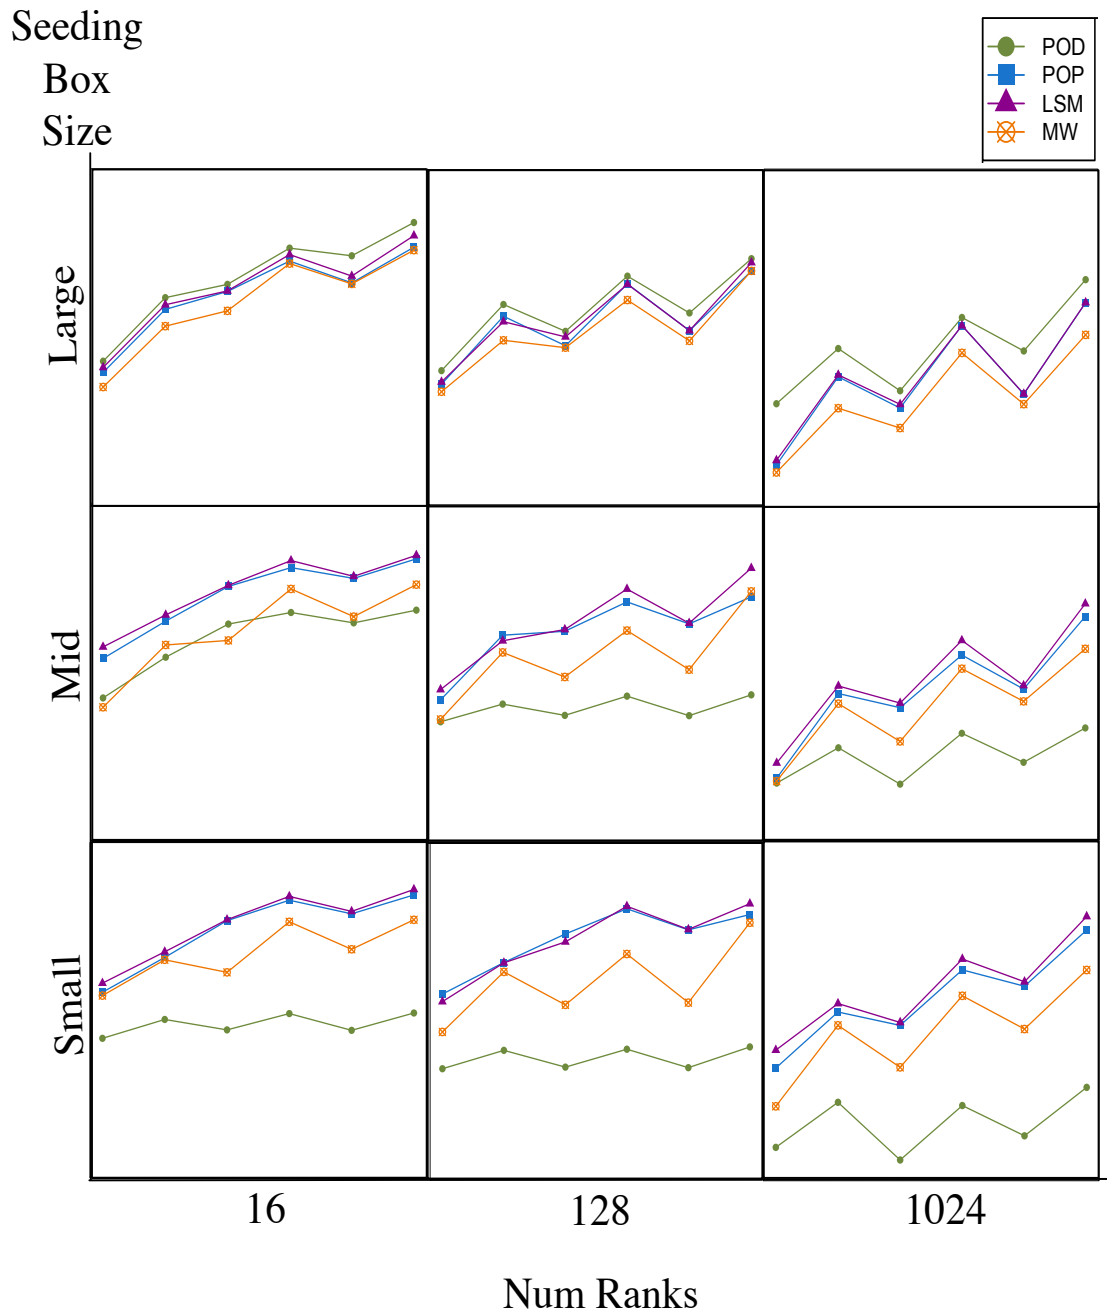 Seeding
Box
Size
POD
POP
LSM
MW
Large
Mid
Small
16
128
1024
Num Ranks